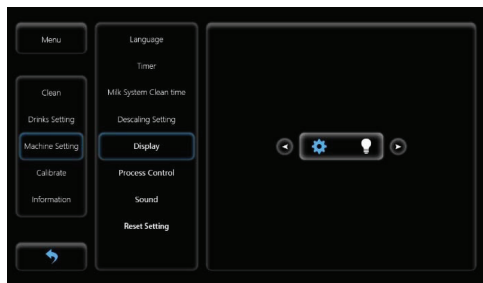 Menu
Clean
Drinks Setting
Machine Setting
Calibrate
Information
Language
Timer
Milk System Clean time
Descaling Setting
Display
Process Control
Sound
Reset Setting